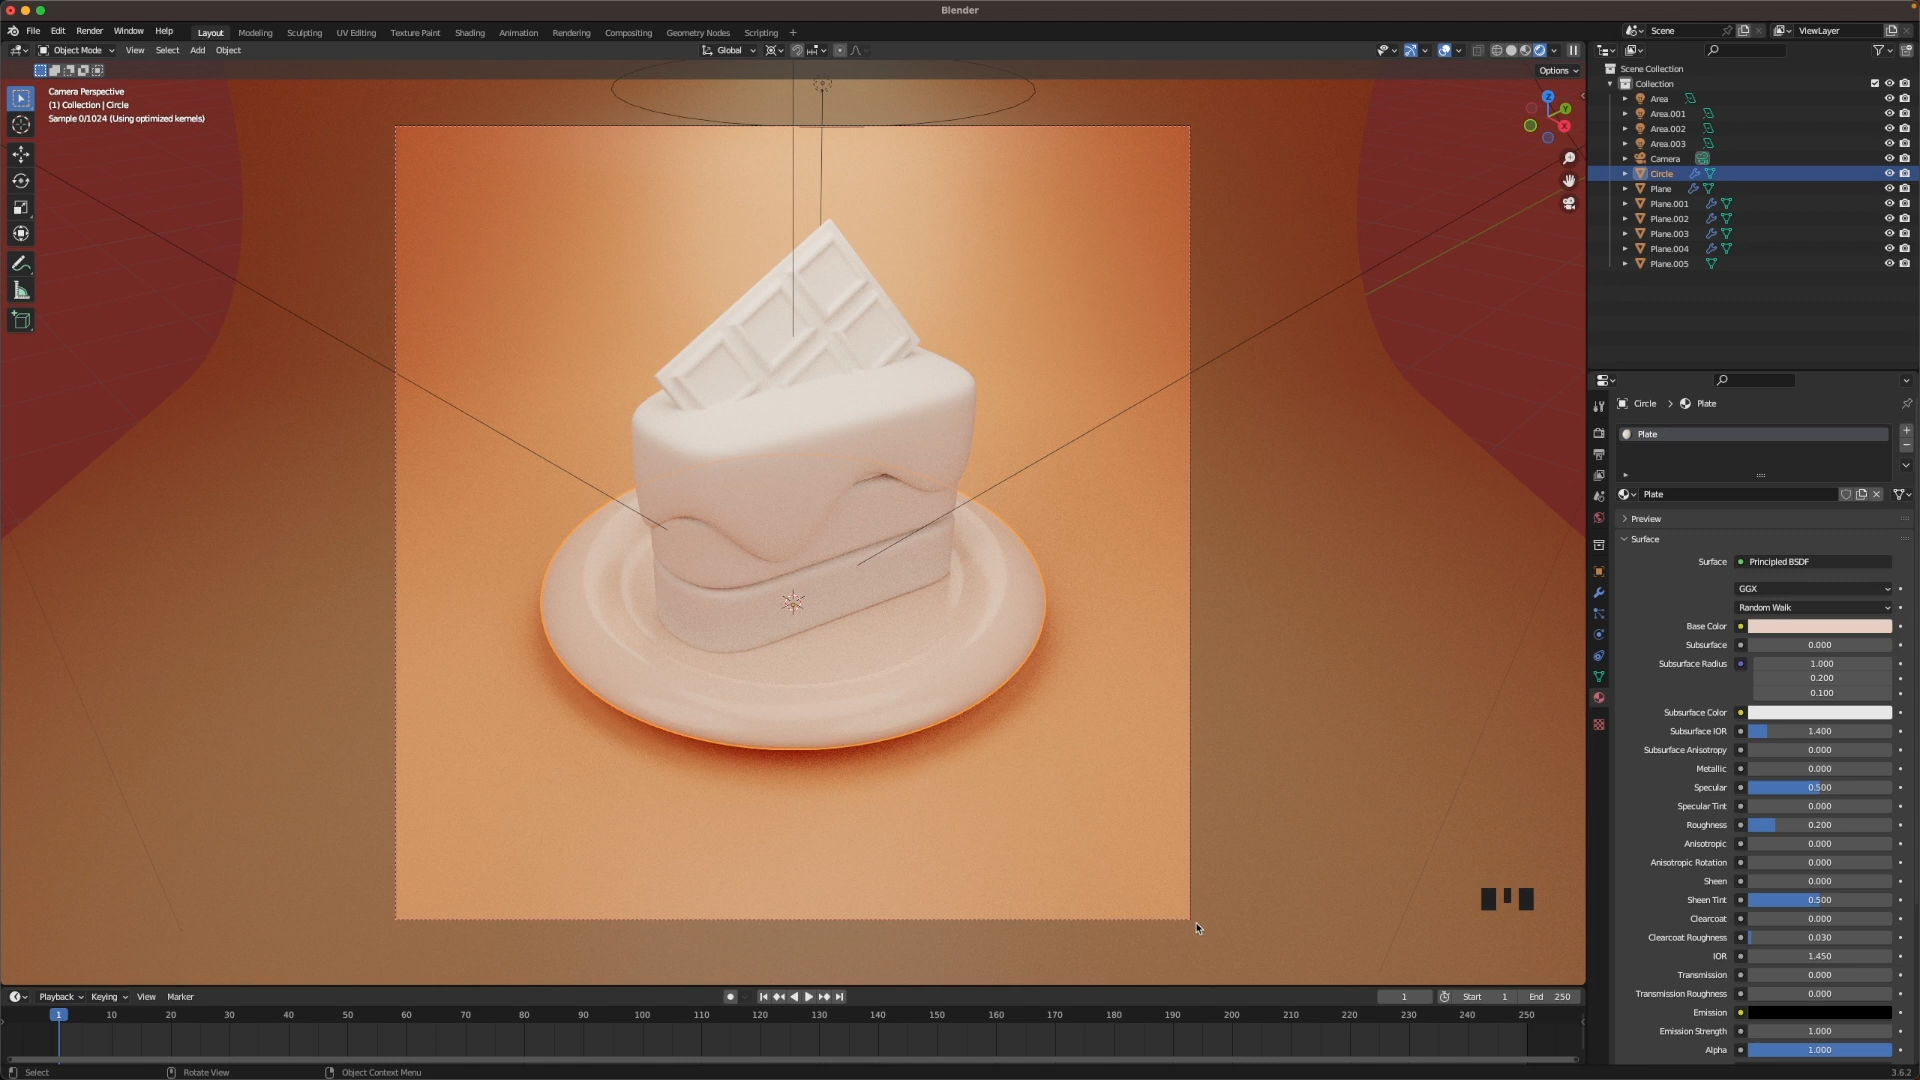 Blender
File Edit Render Window Help
Layout Modeling Sculpting UV Editing Texture Paint Shading Animation Rendering Compositing Geometry Nodes Scripting +
Scene
ViewLayer
Object Mode View Select Add Object
Global
Options
Camera Perspective
(1) Collection | Circle
Sample 0/1024 (Using optimized kernels)
Z
Y
X
Scene Collection
Collection
Area
Area.001
Area.002
Area.003
Camera
Circle
Plane
Plane.001
Plane.002
Plane.003
Plane.004
Plane.005
Circle > Plate
Plate
Plate
Preview
Surface
Surface Principled BSDF
GGX
Random Walk
Base Color
Subsurface 0.000
Subsurface Radius 1.000
0.200
0.100
Subsurface Color
Subsurface IOR 1.400
Subsurface Anisotropy 0.000
Metallic 0.000
Specular 0.500
Specular Tint 0.000
Roughness 0.200
Anisotropic 0.000
Anisotropic Rotation 0.000
Sheen 0.000
Sheen Tint 0.500
Clearcoat 0.000
Clearcoat Roughness 0.030
IOR 1.450
Transmission 0.000
Transmission Roughness 0.000
Emission
Emission Strength 1.000
Alpha 1.000
Playback Keying View Marker
1 Start 1 End 250
1 10 20 30 40 50 60 70 80 90 100 110 120 130 140 150 160 170 180 190 200 210 220 230 240 250
Select Rotate View Object Context Menu
3.6.2